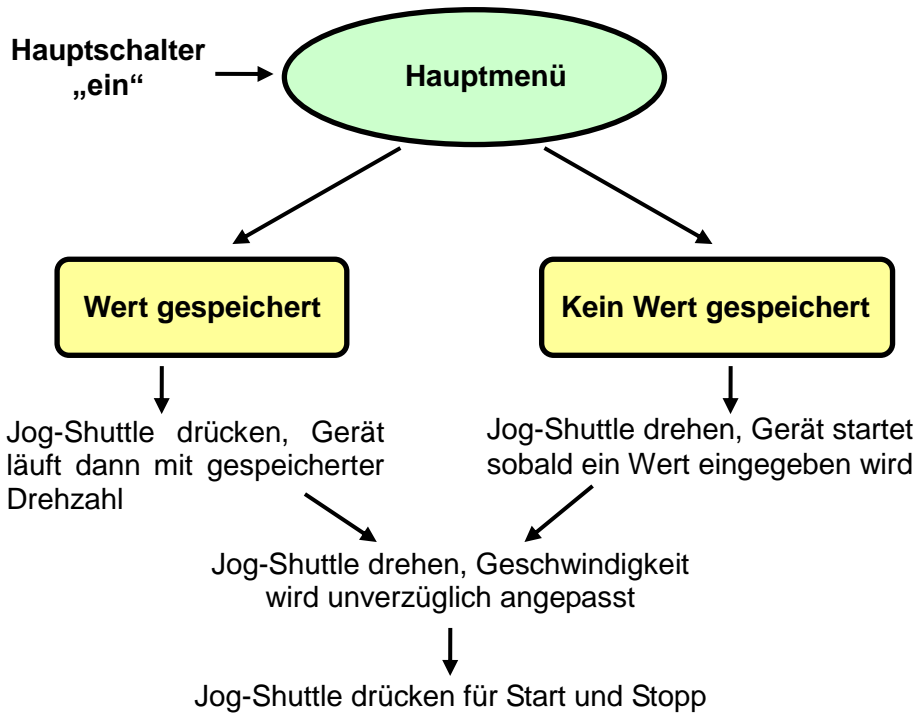 Hauptschalter
„ein“
Hauptmenü
Wert gespeichert
Kein Wert gespeichert
Jog-Shuttle drücken, Gerät
läuft dann mit gespeicherter
Drehzahl
Jog-Shuttle drehen, Gerät startet
sobald ein Wert eingegeben wird
Jog-Shuttle drehen, Geschwindigkeit
wird unverzüglich angepasst
Jog-Shuttle drücken für Start und Stopp